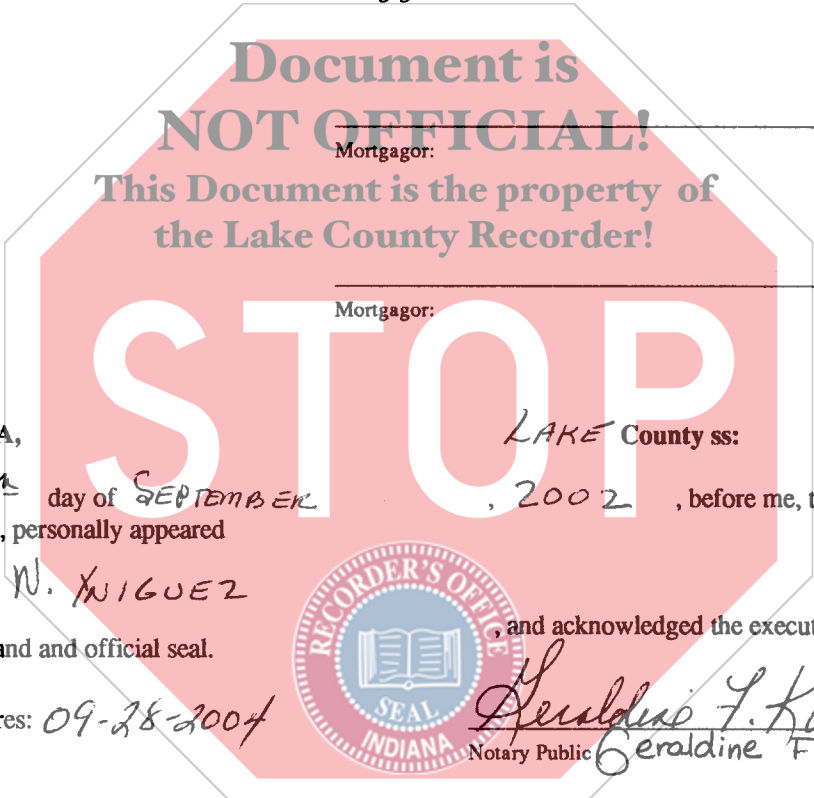 Document is
NOT OFFICIAL!
Mortgagor:
This Document is the property of
the Lake County Recorder!
Mortgagor:
STOP
A, LAKE County ss:
day of SEPTEMBER , 2002 , before me, t
, personally appeared
N. YNIGUEZ
, and acknowledged the execut
and and official seal.
RECORDER'S OFFICE
SEAL
INDIANA
res: 09-28-2004
Geraldine F. K
Notary Public Geraldine F